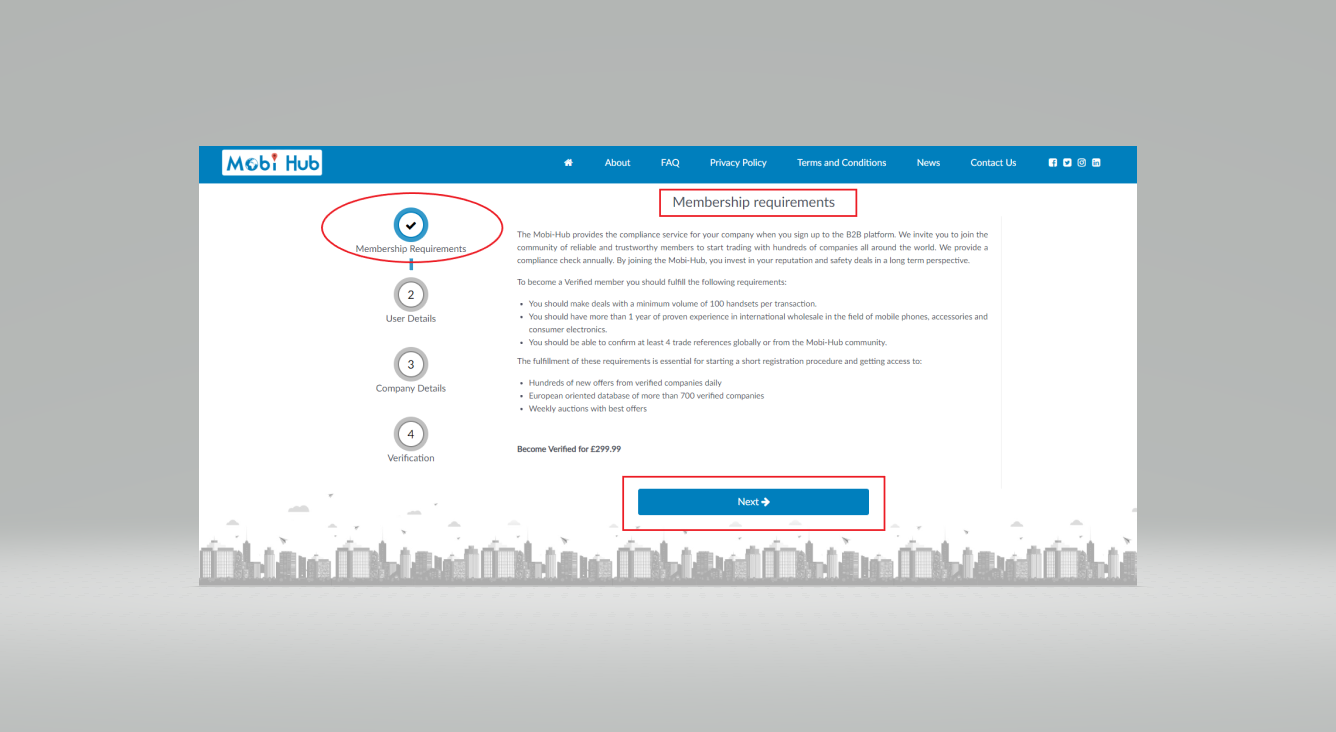 Mobi Hub
About FAQ Privacy Policy Terms and Conditions News Contact Us
Membership Requirements
2
User Details
3
Company Details
4
Verification
Membership requirements
The Mobi-Hub provides the compliance service for your company when you sign up to the B2B platform. We invite you to join the
community of reliable and trustworthy members to start trading with hundreds of companies all around the world. We provide a
compliance check annually. By joining the Mobi-Hub, you invest in your reputation and safety deals in a long term perspective.
To become a Verified member you should fulfill the following requirements:
• You should make deals with a minimum volume of 100 handsets per transaction.
• You should have more than 1 year of proven experience in international wholesale in the field of mobile phones, accessories and
consumer electronics.
• You should be able to confirm at least 4 trade references globally or from the Mobi-Hub community.
The fulfillment of these requirements is essential for starting a short registration procedure and getting access to:
• Hundreds of new offers from verified companies daily
• European oriented database of more than 700 verified companies
• Weekly auctions with best offers
Become Verified for £299.99
Next